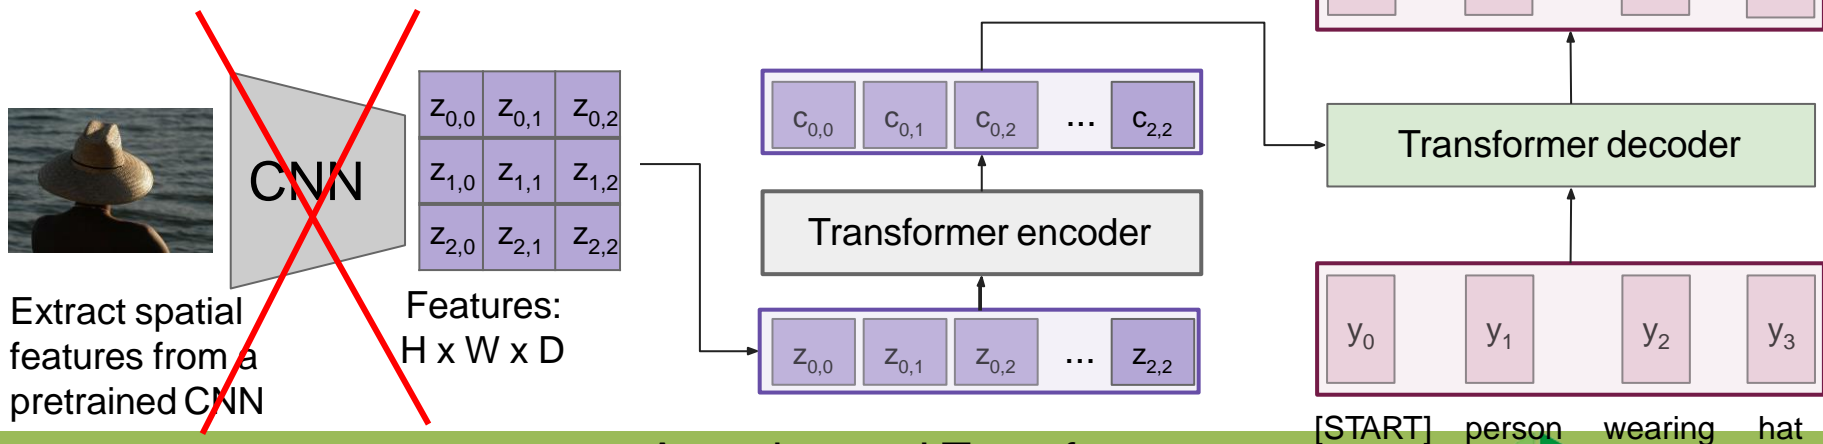 CNN
z0,0 z0,1 z0,2
z1,0 z1,1 z1,2
z2,0 z2,1 z2,2
Extract spatial
features from a
pretrained CNN
Features:
H x W x D
c0,0 c0,1 c0,2 ... c2,2
Transformer encoder
z0,0 z0,1 z0,2 ... z2,2
Transformer decoder
y0 y1 y2 y3
[START] person wearing hat